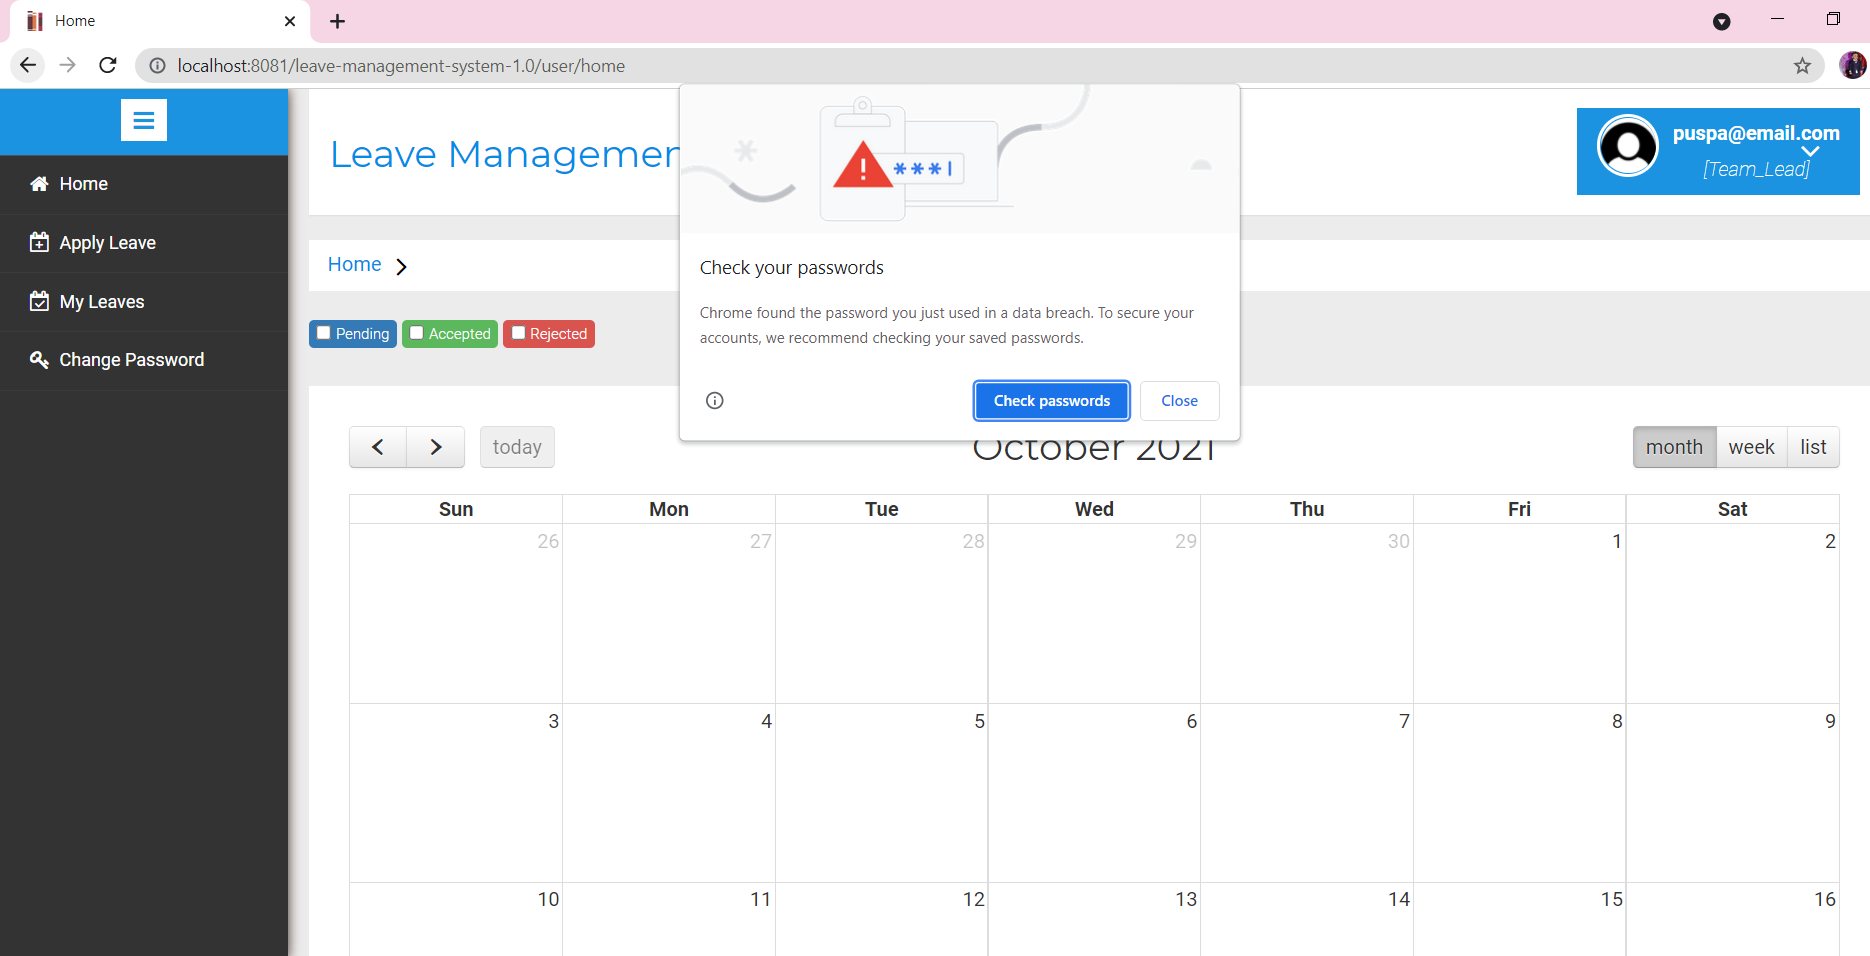 Home
localhost:8081/leave-management-system-1.0/user/home
Leave Managemen
puspa@email.com
[Team_Lead]
Home
Apply Leave
My Leaves
Change Password
Home
Pending
Accepted
Rejected
***|
Check your passwords
Chrome found the password you just used in a data breach. To secure your
accounts, we recommend checking your saved passwords.
Check passwords
Close
today
October 2021
month
week
list
Sun Mon Tue Wed Thu Fri Sat
26 27 28 29 30 1 2
3 4 5 6 7 8 9
10 11 12 13 14 15 16